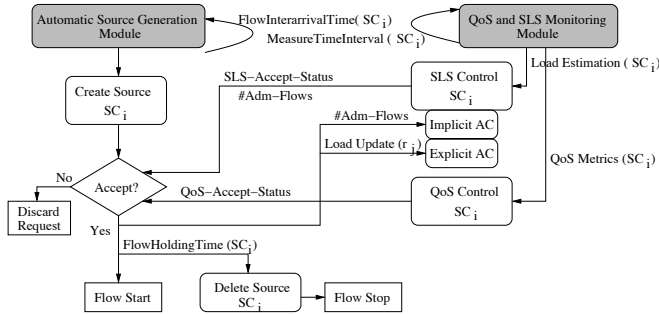 Automatic Source Generation
Module
FlowInterarrivalTime( SC i )
MeasureTimeInterval ( SC i )
QoS and SLS Monitoring
Module
Load Estimation ( SC i )
Create Source
SC i
SLS−Accept−Status
#Adm−Flows
SLS Control
SC i
#Adm−Flows
Implicit AC
Load Update (r j )
Explicit AC
QoS Metrics (SC i )
No
Accept?
QoS−Accept−Status
QoS Control
SC i
Discard
Request
Yes
FlowHoldingTime (SC i )
Flow Start
Delete Source
SC i
Flow Stop